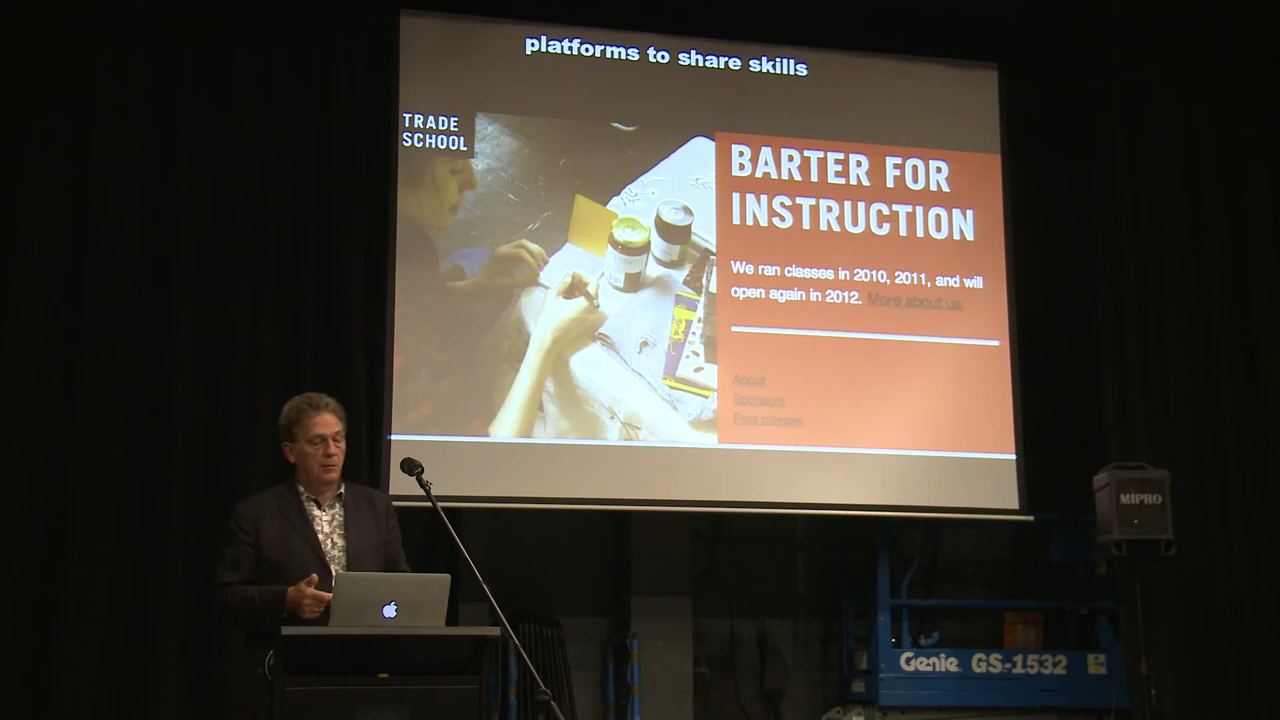 platforms to share skills
TRADE
SCHOOL
BARTER FOR
INSTRUCTION
We ran classes in 2010, 2011, and will
open again in 2012. More about us.
About
Sponsors
Past classes
MIPRO
Genie GS-1532